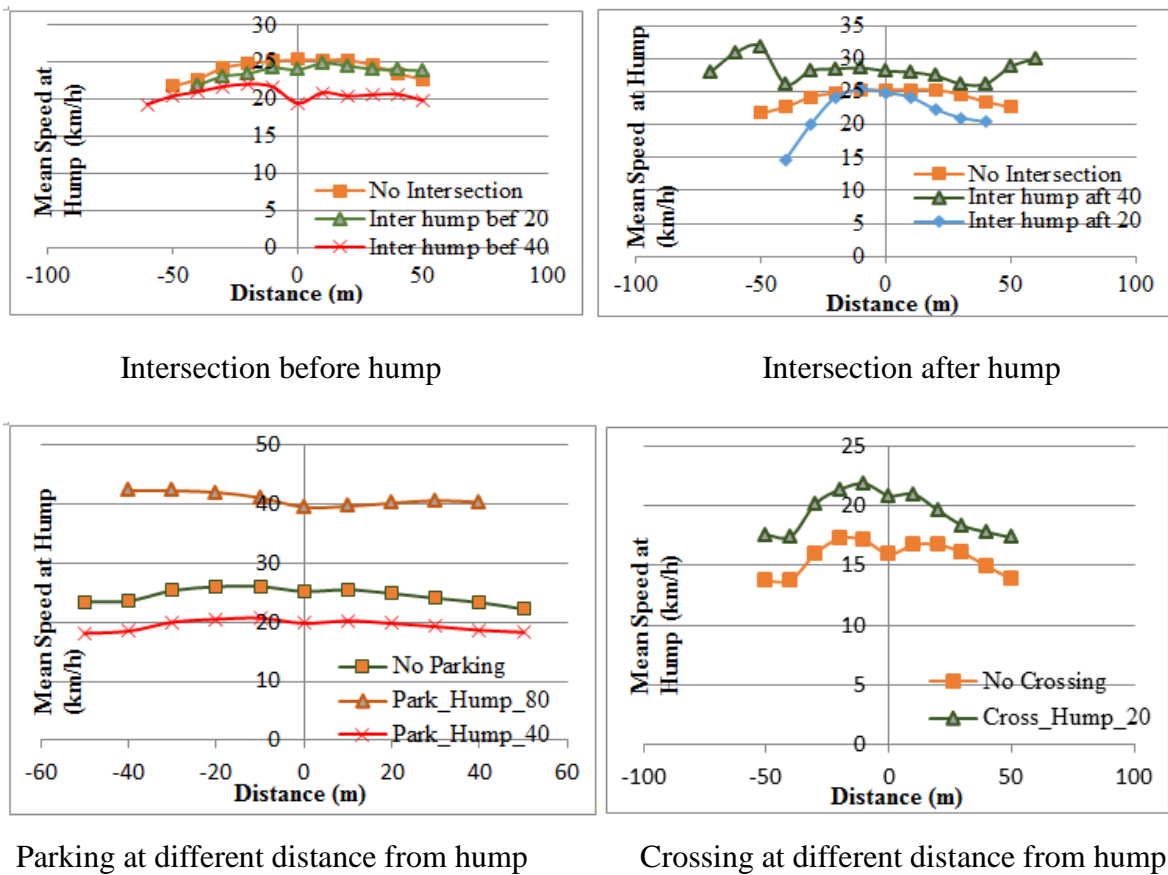 Mean Speed at
Hump (km/h)
30
25
20
15
10
5
0
-100
-50
0
50
100
Distance (m)
No Intersection
Inter hump bef 20
Inter hump bef 40
Intersection before hump
Mean Speed at Hump
(km/h)
35
30
25
20
15
10
5
0
-100
-50
0
50
100
Distance (m)
No Intersection
Inter hump aft 40
Inter hump aft 20
Intersection after hump
Mean Speed at Hump
(km/h)
50
40
30
20
10
0
-60
-40
-20
0
20
40
60
Distance (m)
No Parking
Park_Hump_80
Park_Hump_40
Parking at different distance from hump
Mean Speed at
Hump (km/h)
25
20
15
10
5
0
-100
-50
0
50
100
Distance (m)
No Crossing
Cross_Hump_20
Crossing at different distance from hump